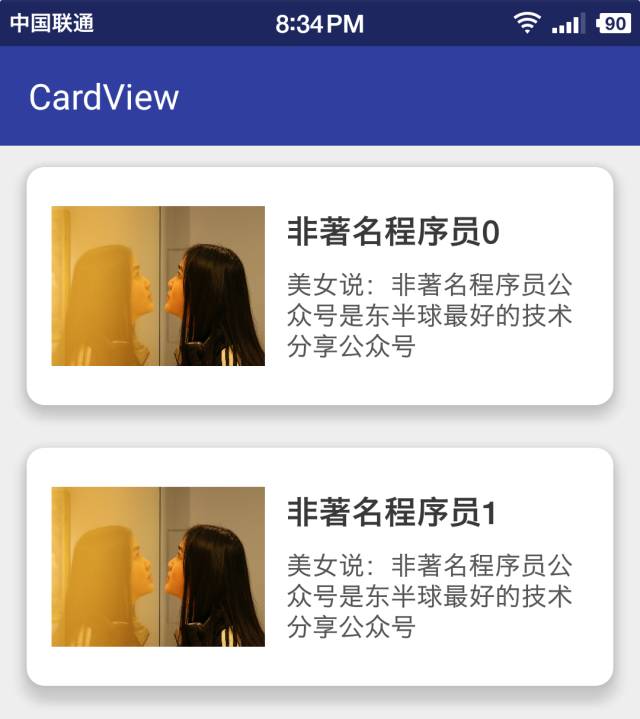 中国联通 8:34PM 90
CardView
非著名程序员0
美女说：非著名程序员公
众号是东半球最好的技术
分享公众号
非著名程序员1
美女说：非著名程序员公
众号是东半球最好的技术
分享公众号